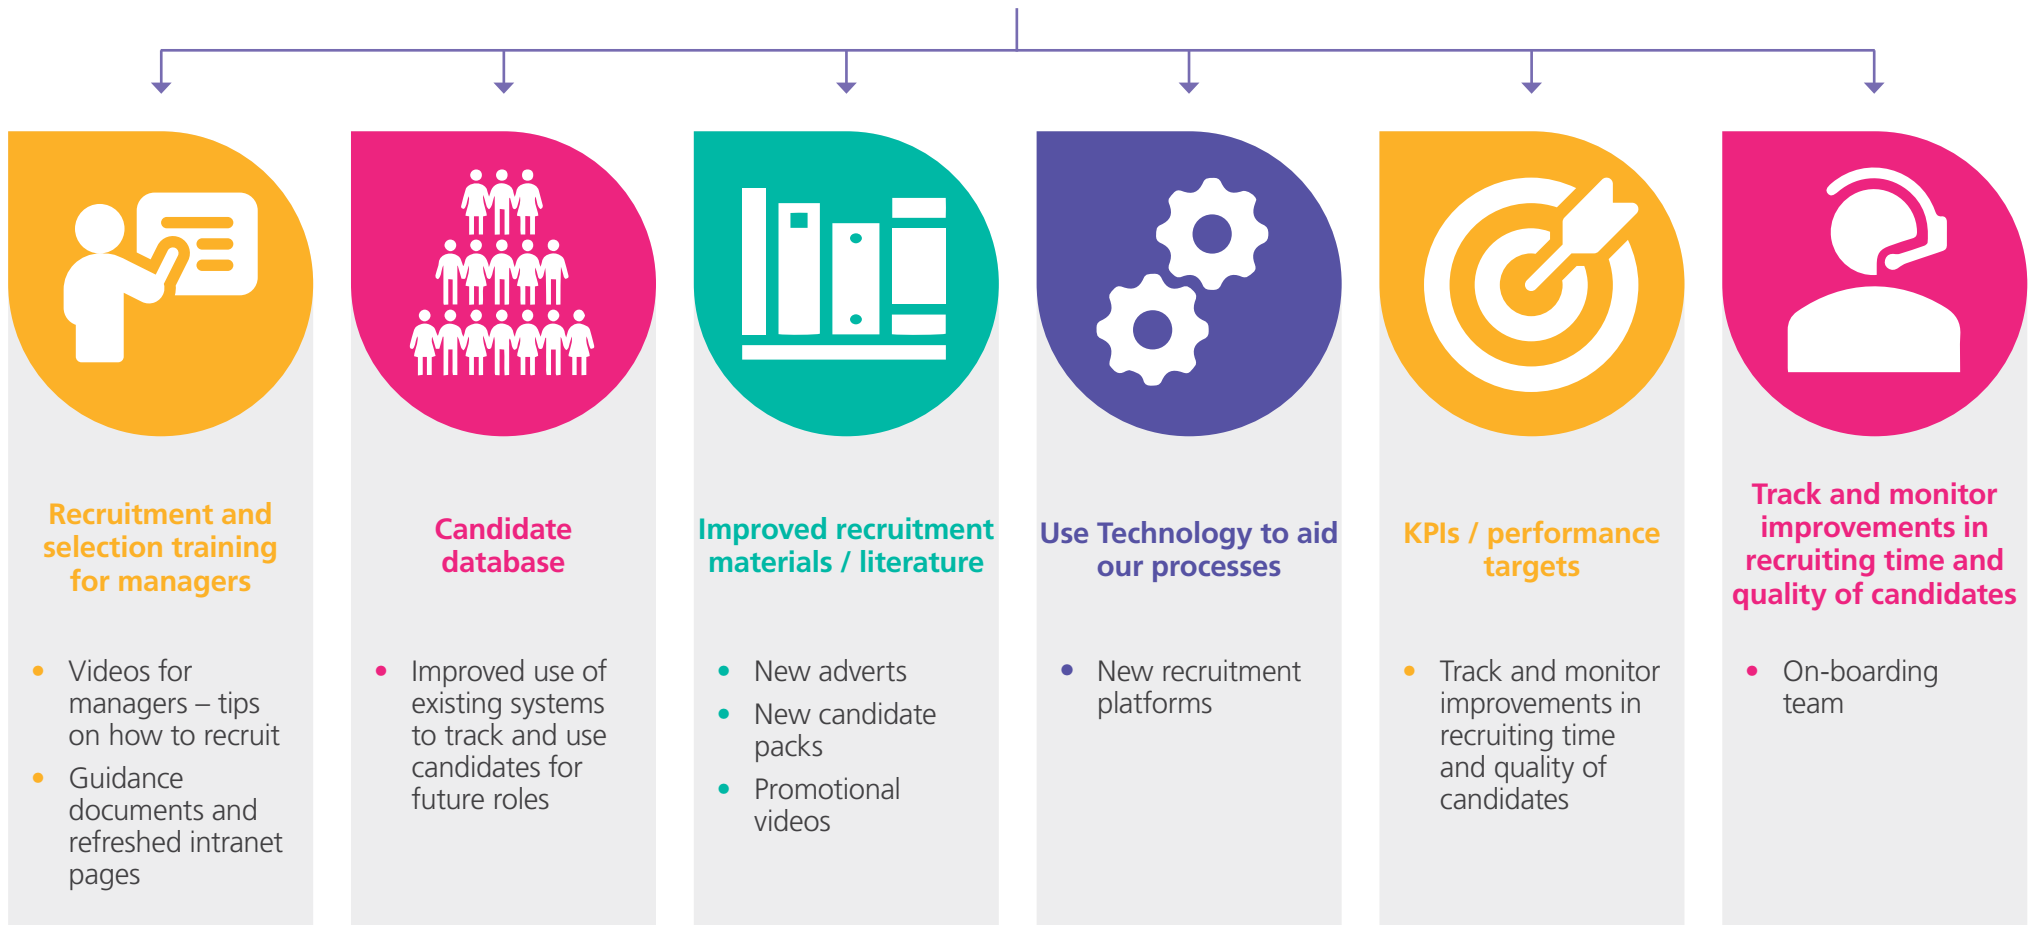 Recruitment and
selection training
for managers
• Videos for
managers – tips
on how to recruit
• Guidance
documents and
refreshed intranet
pages
Candidate
database
• Improved use of
existing systems
to track and use
candidates for
future roles
Improved recruitment
materials / literature
• New adverts
• New candidate
packs
• Promotional
videos
Use Technology to aid
our processes
• New recruitment
platforms
KPIs / performance
targets
• Track and monitor
improvements in
recruiting time
and quality of
candidates
Track and monitor
improvements in
recruiting time and
quality of candidates
• On-boarding
team